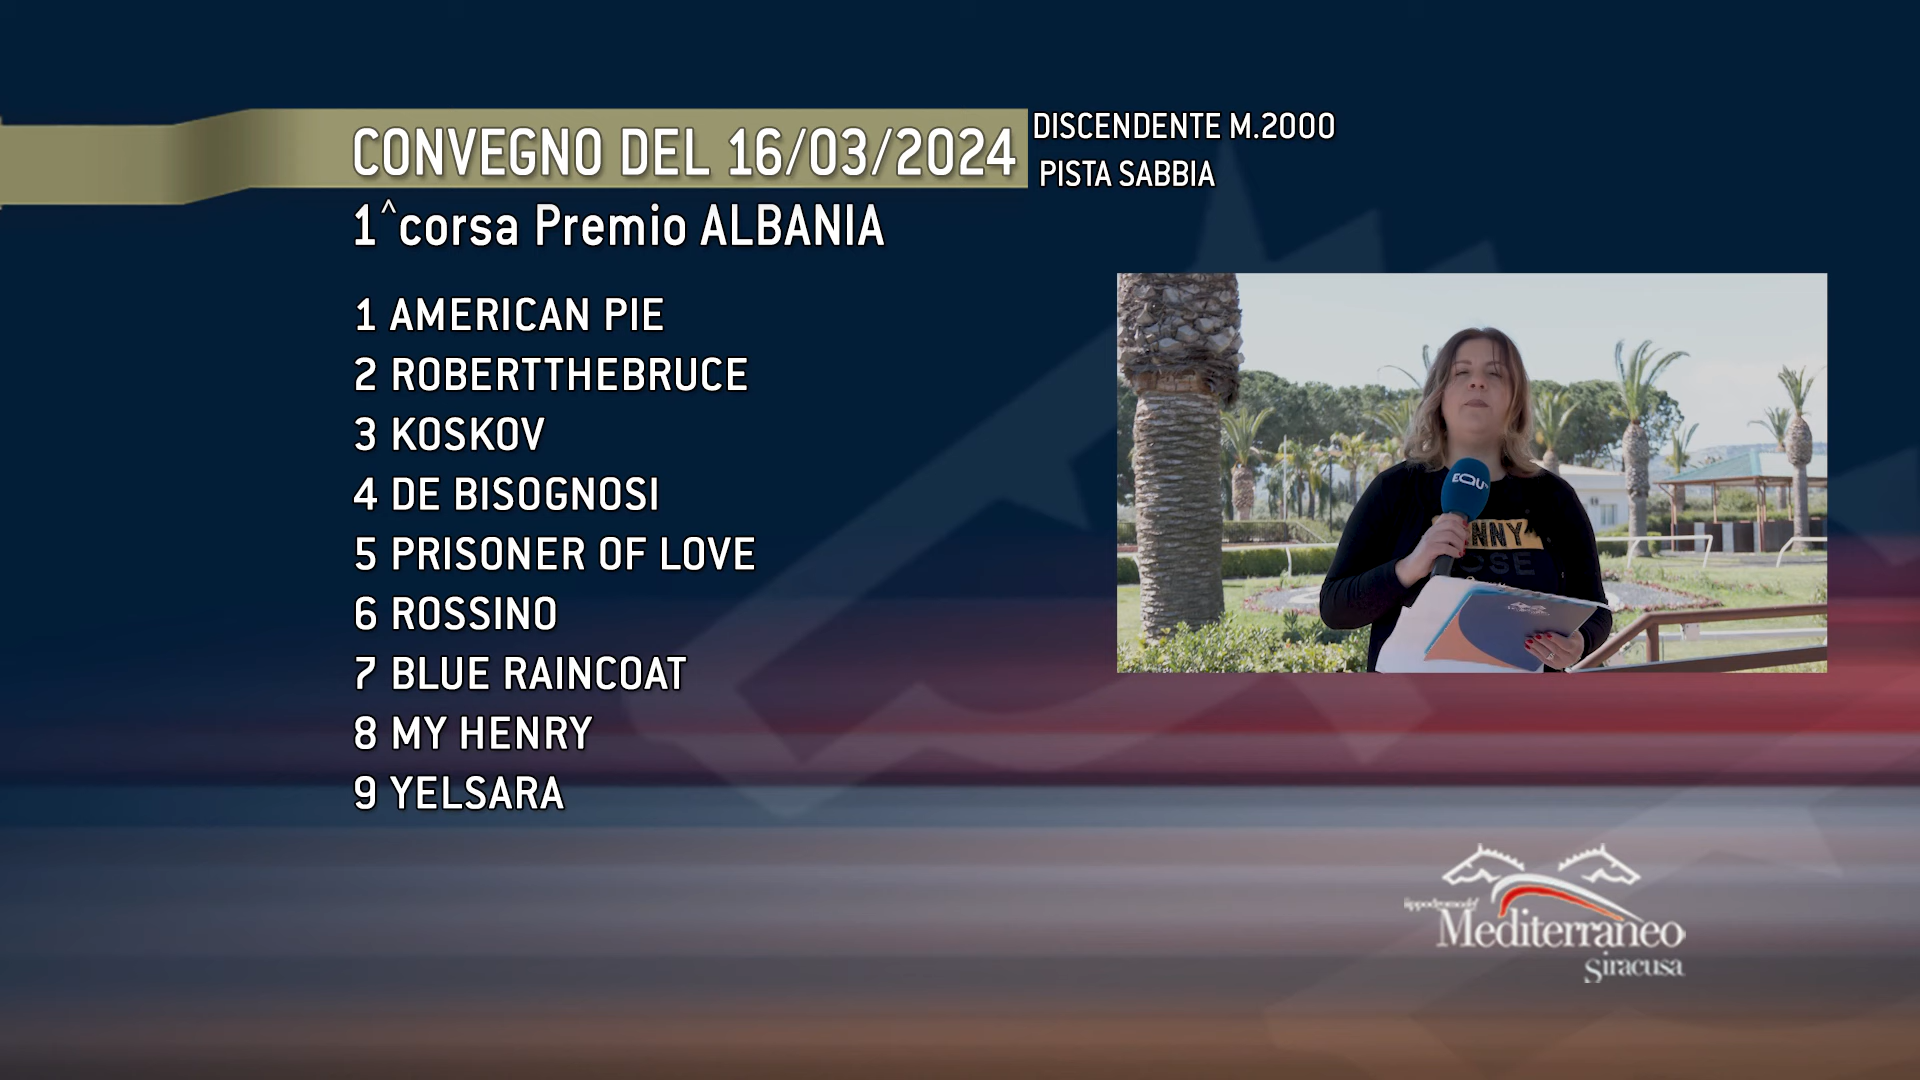 CONVEGNO DEL 16/03/2024
DISCENDENTE M.2000
PISTA SABBIA
1^corsa Premio ALBANIA
1 AMERICAN PIE
2 ROBERTTHEBRUCE
3 KOSKOV
4 DE BISOGNOSI
5 PRISONER OF LOVE
6 ROSSINO
7 BLUE RAINCOAT
8 MY HENRY
9 YELSARA
EQU
NNY
Mediterraneo
Siracusa